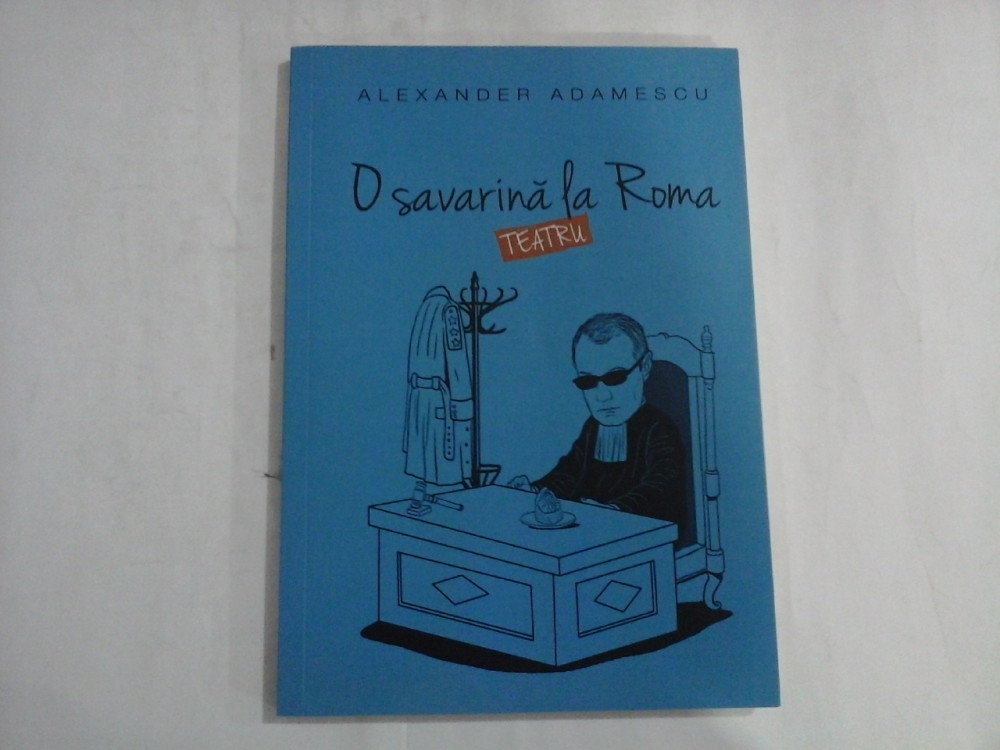 ALEXANDER ADAMESCU
O savarină la Roma
TEATRU